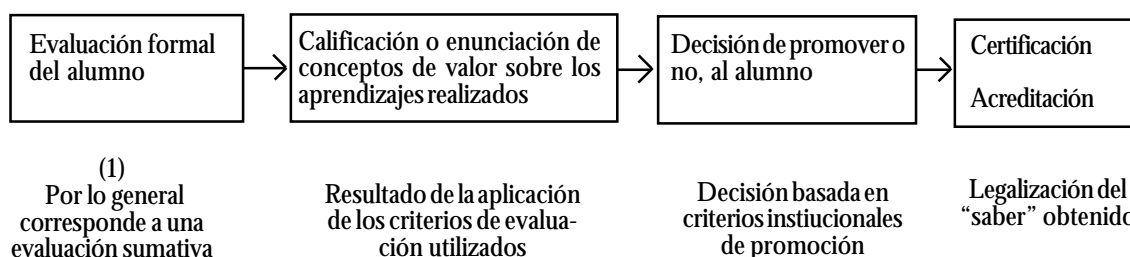 Evaluación formal
del alumno
Calificación o enunciación de
conceptos de valor sobre los
aprendizajes realizados
Decisión de promover o
no, al alumno
Certificación
Acreditación
(1)
Por lo general
corresponde a una
evaluación sumativa
Resultado de la aplicación
de los criterios de evalua-
ción utilizados
Decisión basada en
criterios instiucionales
de promoción
Legalización del
“saber” obtenido